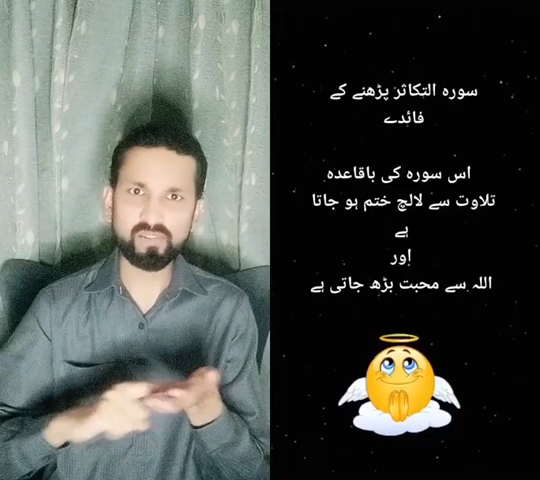 سورہ التکاثر پڑھنے کے
فائدے
اس سورہ کی باقاعدہ
تلاوت سے لالچ ختم ہو جاتا
ہے
اور
اللہ سے محبت بڑھ جاتی ہے